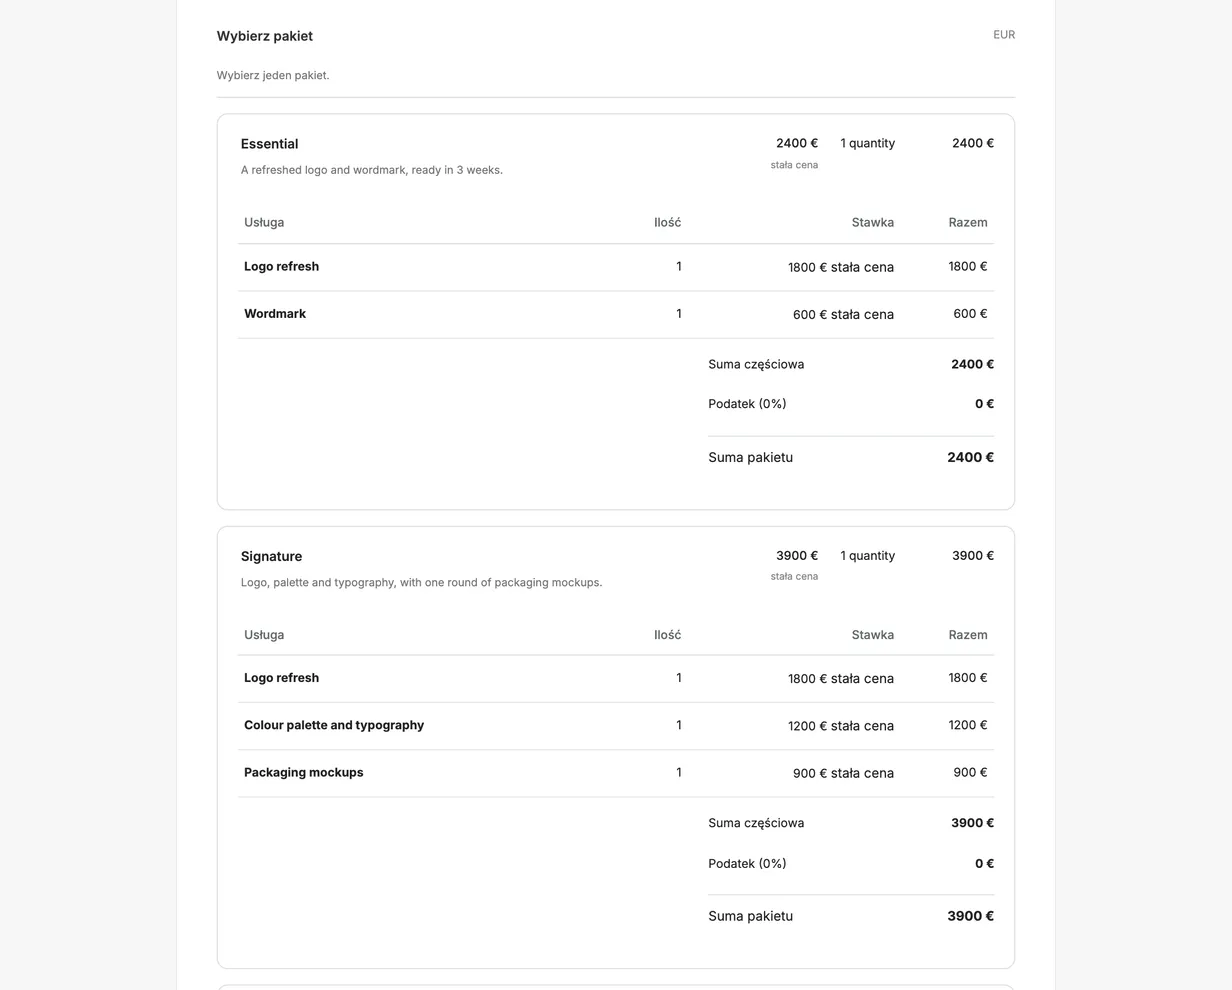 Wybierz pakiet EUR
Wybierz jeden pakiet.
Essential 2400 € 1 quantity 2400 €
stała cena
A refreshed logo and wordmark, ready in 3 weeks.
Usługa Ilość Stawka Razem
Logo refresh 1 1800 € stała cena 1800 €
Wordmark 1 600 € stała cena 600 €
Suma częściowa 2400 €
Podatek (0%) 0 €
Suma pakietu 2400 €
Signature 3900 € 1 quantity 3900 €
stała cena
Logo, palette and typography, with one round of packaging mockups.
Usługa Ilość Stawka Razem
Logo refresh 1 1800 € stała cena 1800 €
Colour palette and typography 1 1200 € stała cena 1200 €
Packaging mockups 1 900 € stała cena 900 €
Suma częściowa 3900 €
Podatek (0%) 0 €
Suma pakietu 3900 €